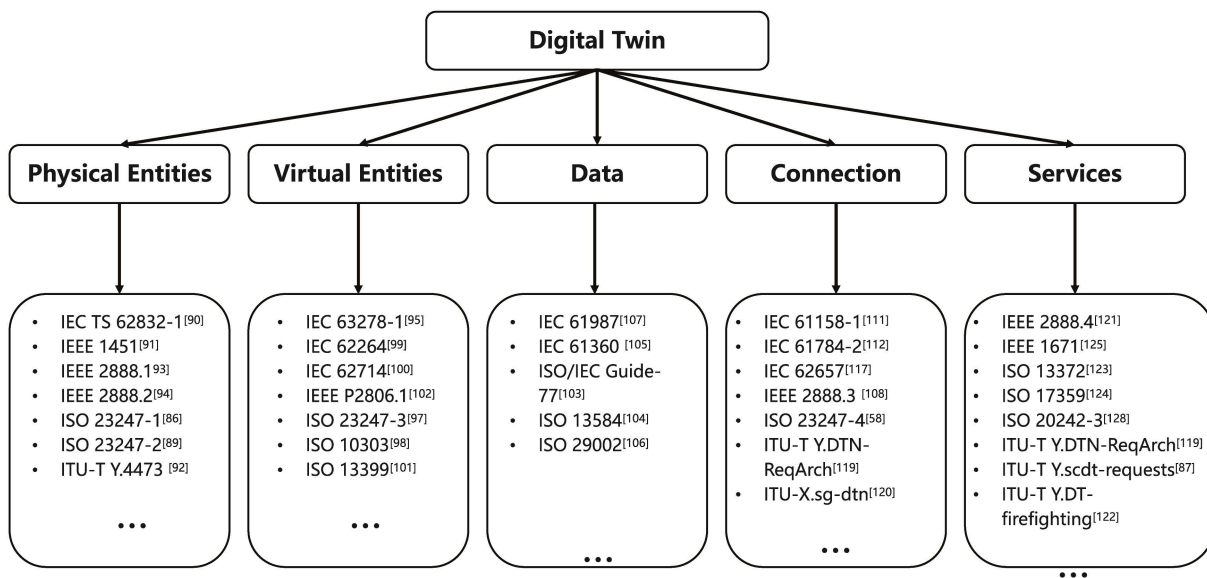 Digital Twin
Physical Entities
Virtual Entities
Data
Connection
Services
• IEC TS 62832-1[90]
• IEEE 1451[91]
• IEEE 2888.1[93]
• IEEE 2888.2[94]
• ISO 23247-1[86]
• ISO 23247-2[89]
• ITU-T Y.4473 [92]
...
• IEC 63278-1[95]
• IEC 62264[99]
• IEC 62714[100]
• IEEE P2806.1[102]
• ISO 23247-3[97]
• ISO 10303[98]
• ISO 13399[101]
...
• IEC 61987[107]
• IEC 61360 [105]
• ISO/IEC Guide-
77[103]
• ISO 13584[104]
• ISO 29002[106]
...
• IEC 61158-1[111]
• IEC 61784-2[112]
• IEC 62657[117]
• IEEE 2888.3 [108]
• ISO 23247-4[58]
• ITU-T Y.DTN-
ReqArch[119]
• ITU-X.sg-dtn[120]
...
• IEEE 2888.4[121]
• IEEE 1671[125]
• ISO 13372[123]
• ISO 17359[124]
• ISO 20242-3[128]
• ITU-T Y.DTN-ReqArch[119]
• ITU-T Y.scdt-requests[87]
• ITU-T Y.DT-
firefighting[122]
...